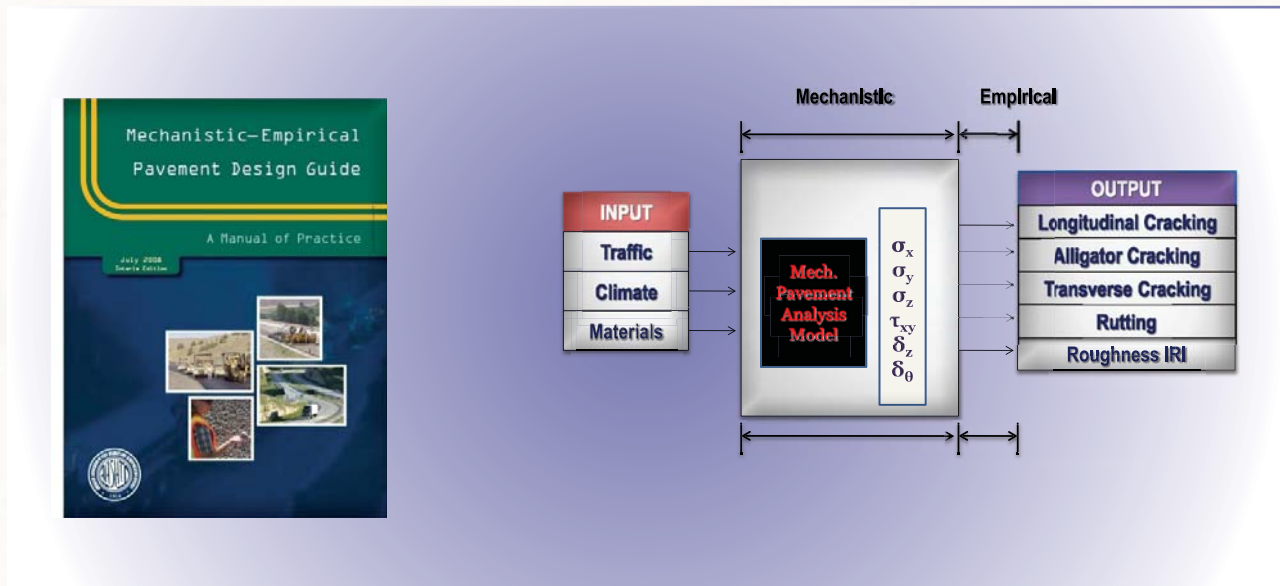 Mechanistic–Empirical
Pavement Design Guide
A Manual of Practice
July 2008
Interim Edition
Mechanistic
Empirical
INPUT
Traffic
Climate
Materials
Mech.
Pavement
Analysis
Model
σx
σy
σz
τxy
δz
δθ
OUTPUT
Longitudinal Cracking
Alligator Cracking
Transverse Cracking
Rutting
Roughness IRI